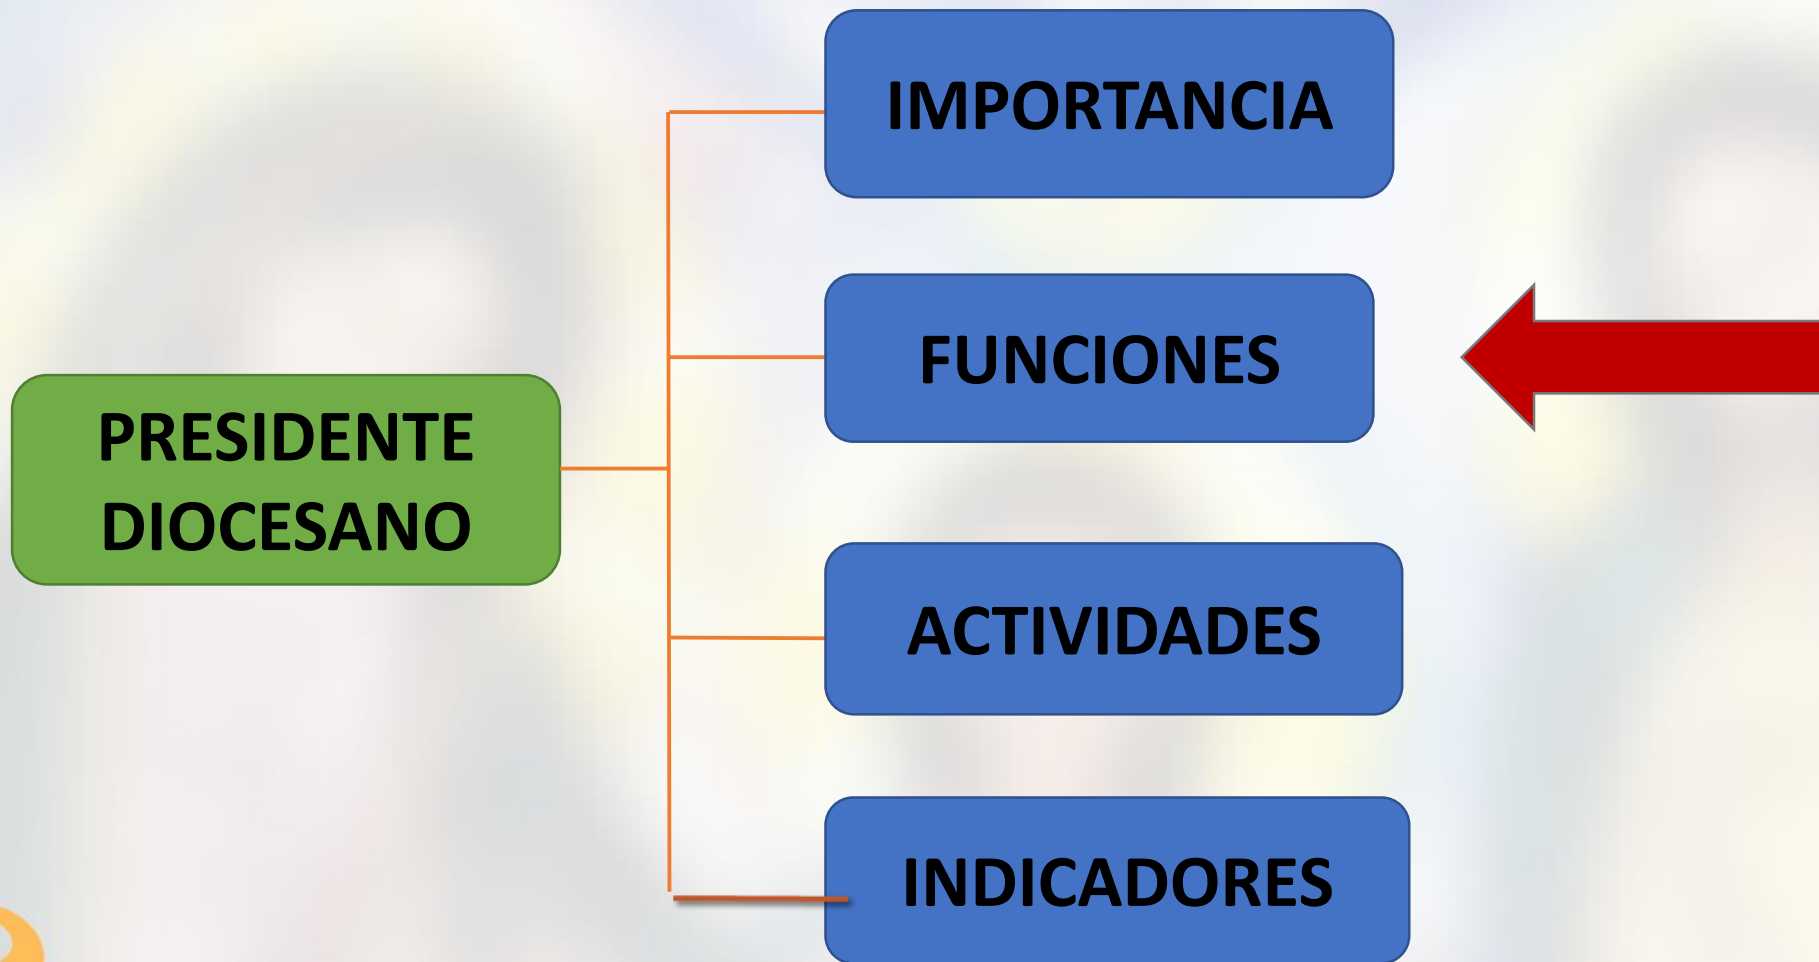 IMPORTANCIA
FUNCIONES
PRESIDENTE
DIOCESANO
ACTIVIDADES
INDICADORES